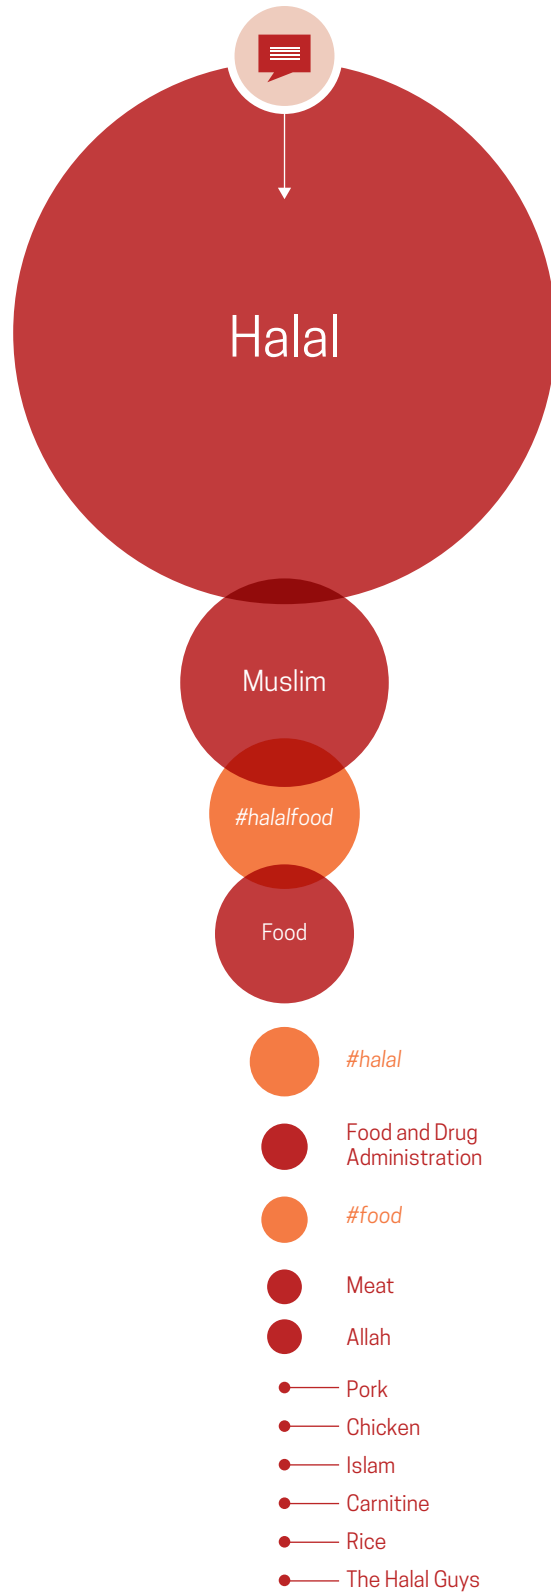 Halal
Muslim
#halalfood
Food
#halal
Food and Drug
Administration
#food
Meat
Allah
Pork
Chicken
Islam
Carnitine
Rice
The Halal Guys